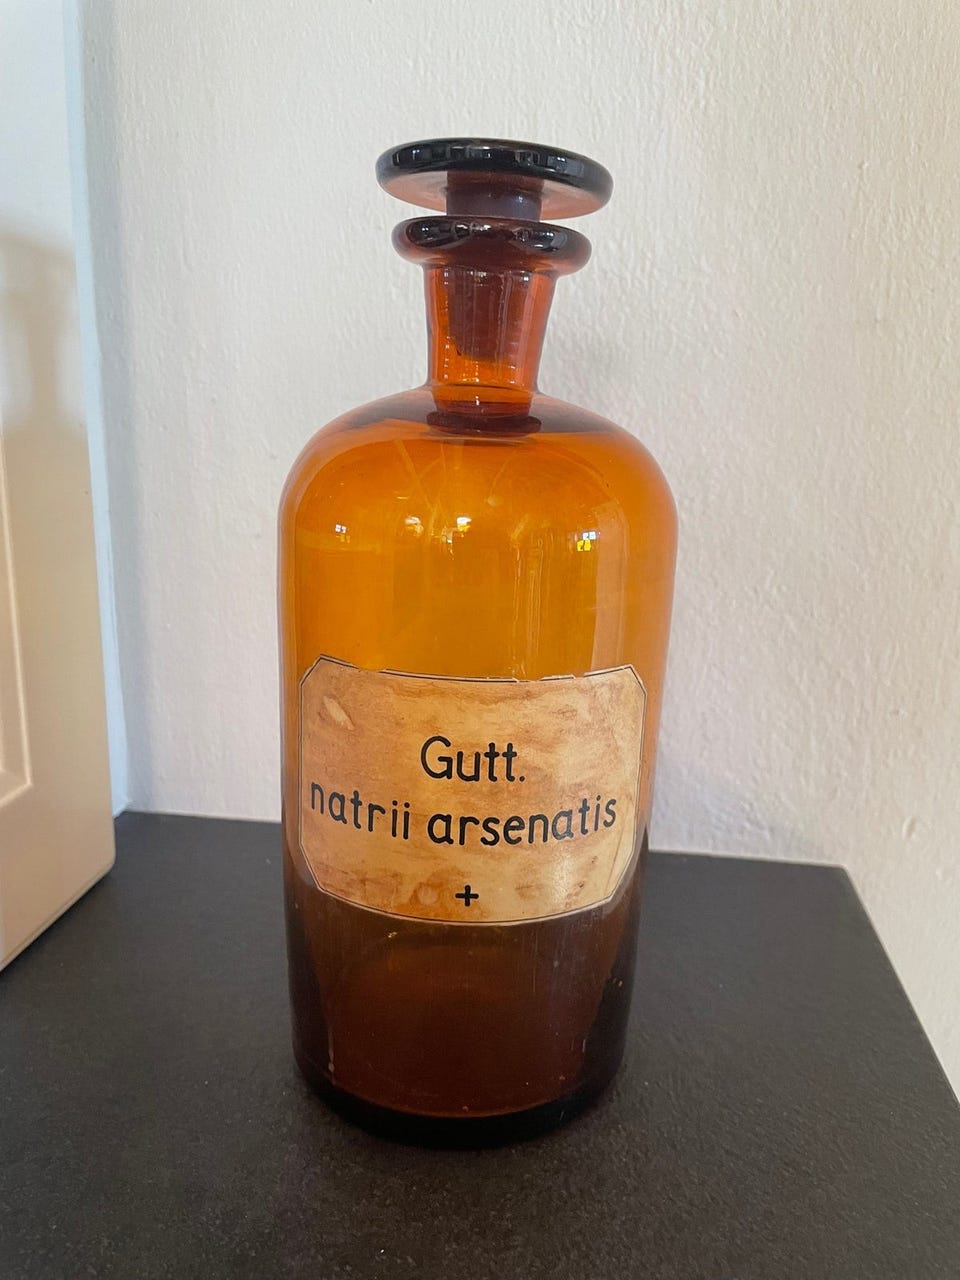 Gutt.
natrii arsenatis
+